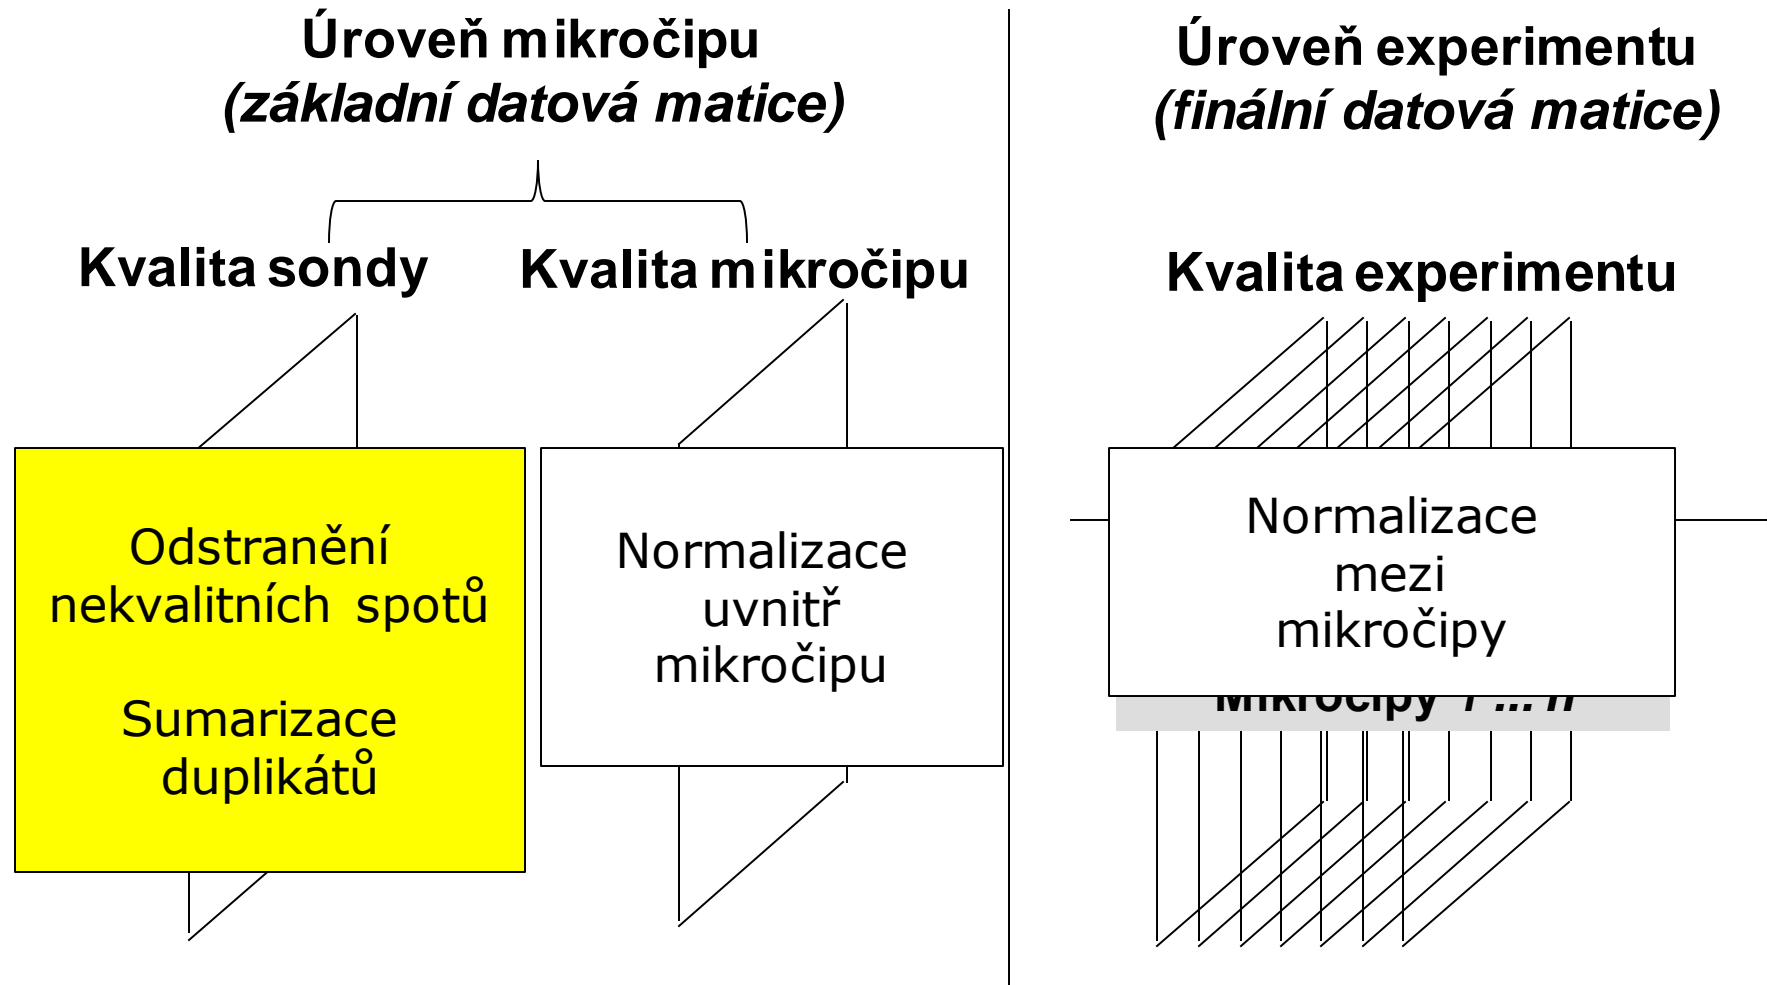 Úroveň mikročipu
(základní datová matice)
Kvalita sondy
Kvalita mikročipu
Odstranění
nekvalitních spotů
Sumarizace
duplikátů
Normalizace
uvnitř
mikročipu
Úroveň experimentu
(finální datová matice)
Kvalita experimentu
Normalizace
mezi
mikročipy
Mikročipy ... n